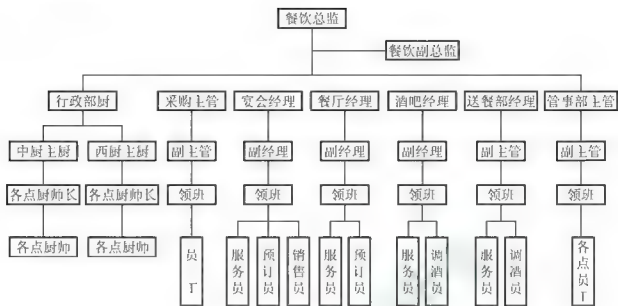 餐饮总监
餐饮副总监
行政部厨 采购主管 宴会经理 餐厅经理 酒吧经理 送餐部经理 管事部主管
中厨主厨 西厨主厨 副主管 副经理 副经理 副经理 副主管 副主管
各点厨师长 各点厨师长 领班 领班 领班 领班 领班 领班
各点厨师 各点厨师 员工 服务员 预订员 销售员 服务员 预订员 服务员 调酒员 服务员 调酒员 各点员工